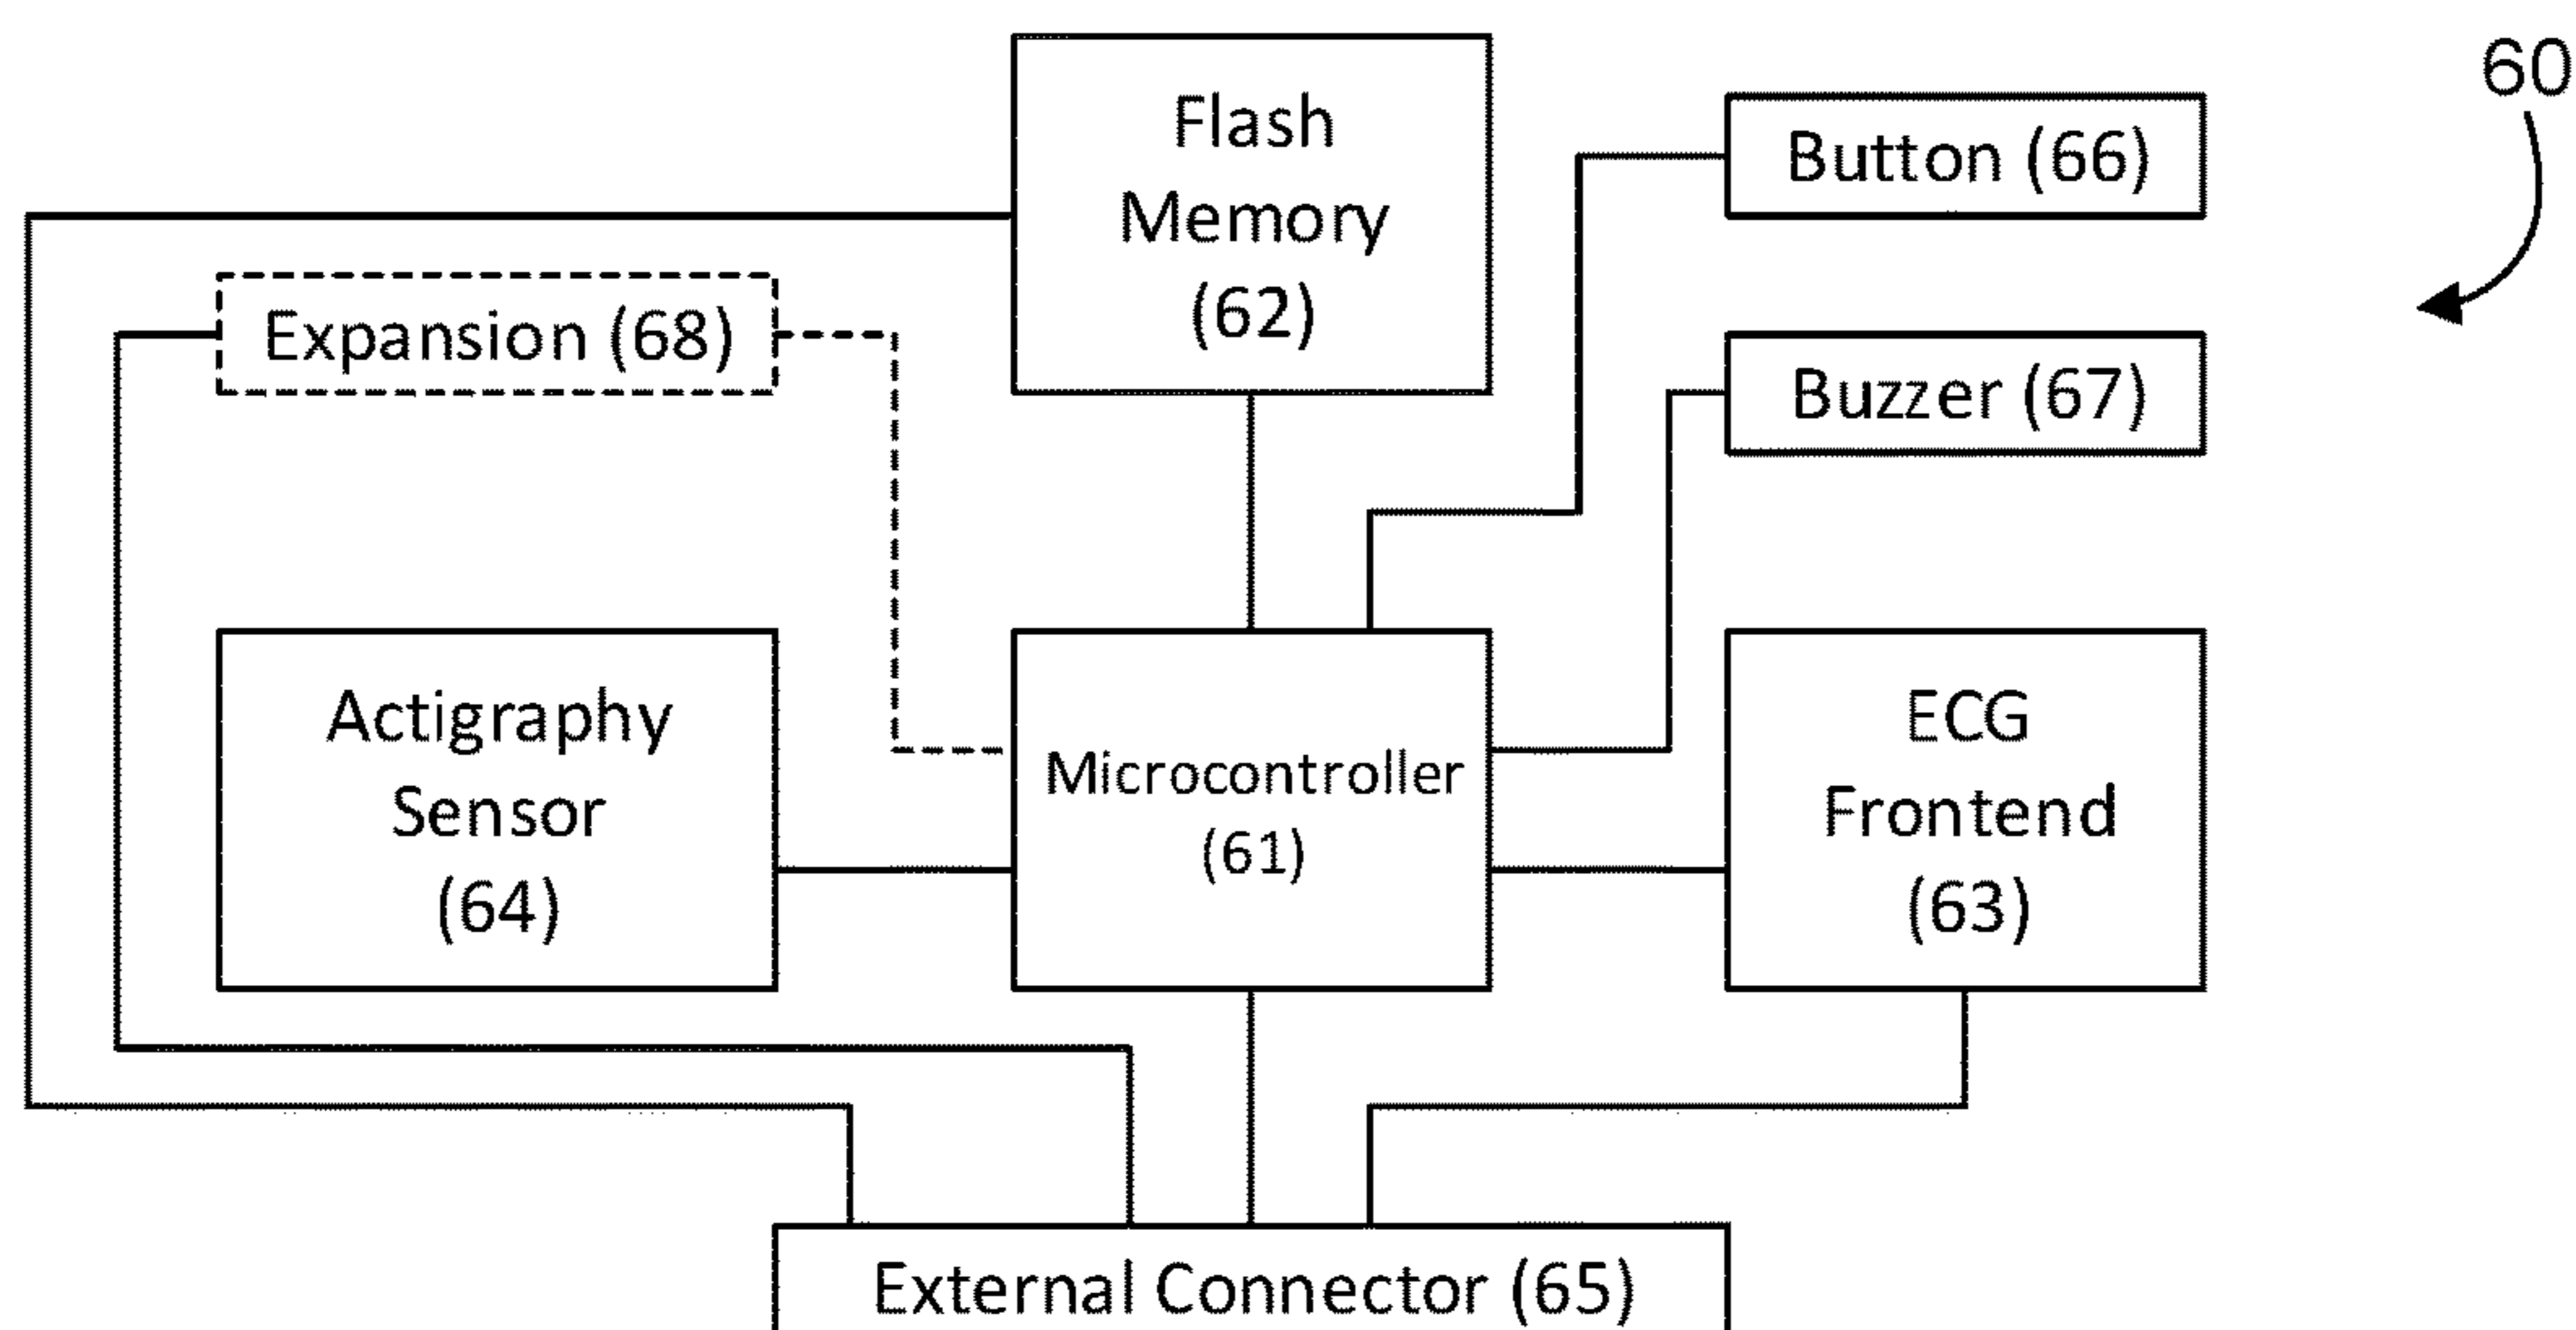 60
Flash
Memory
(62)
Button (66)
Expansion (68)
Buzzer (67)
Actigraphy
Sensor
(64)
Microcontroller
(61)
ECG
Frontend
(63)
External Connector (65)